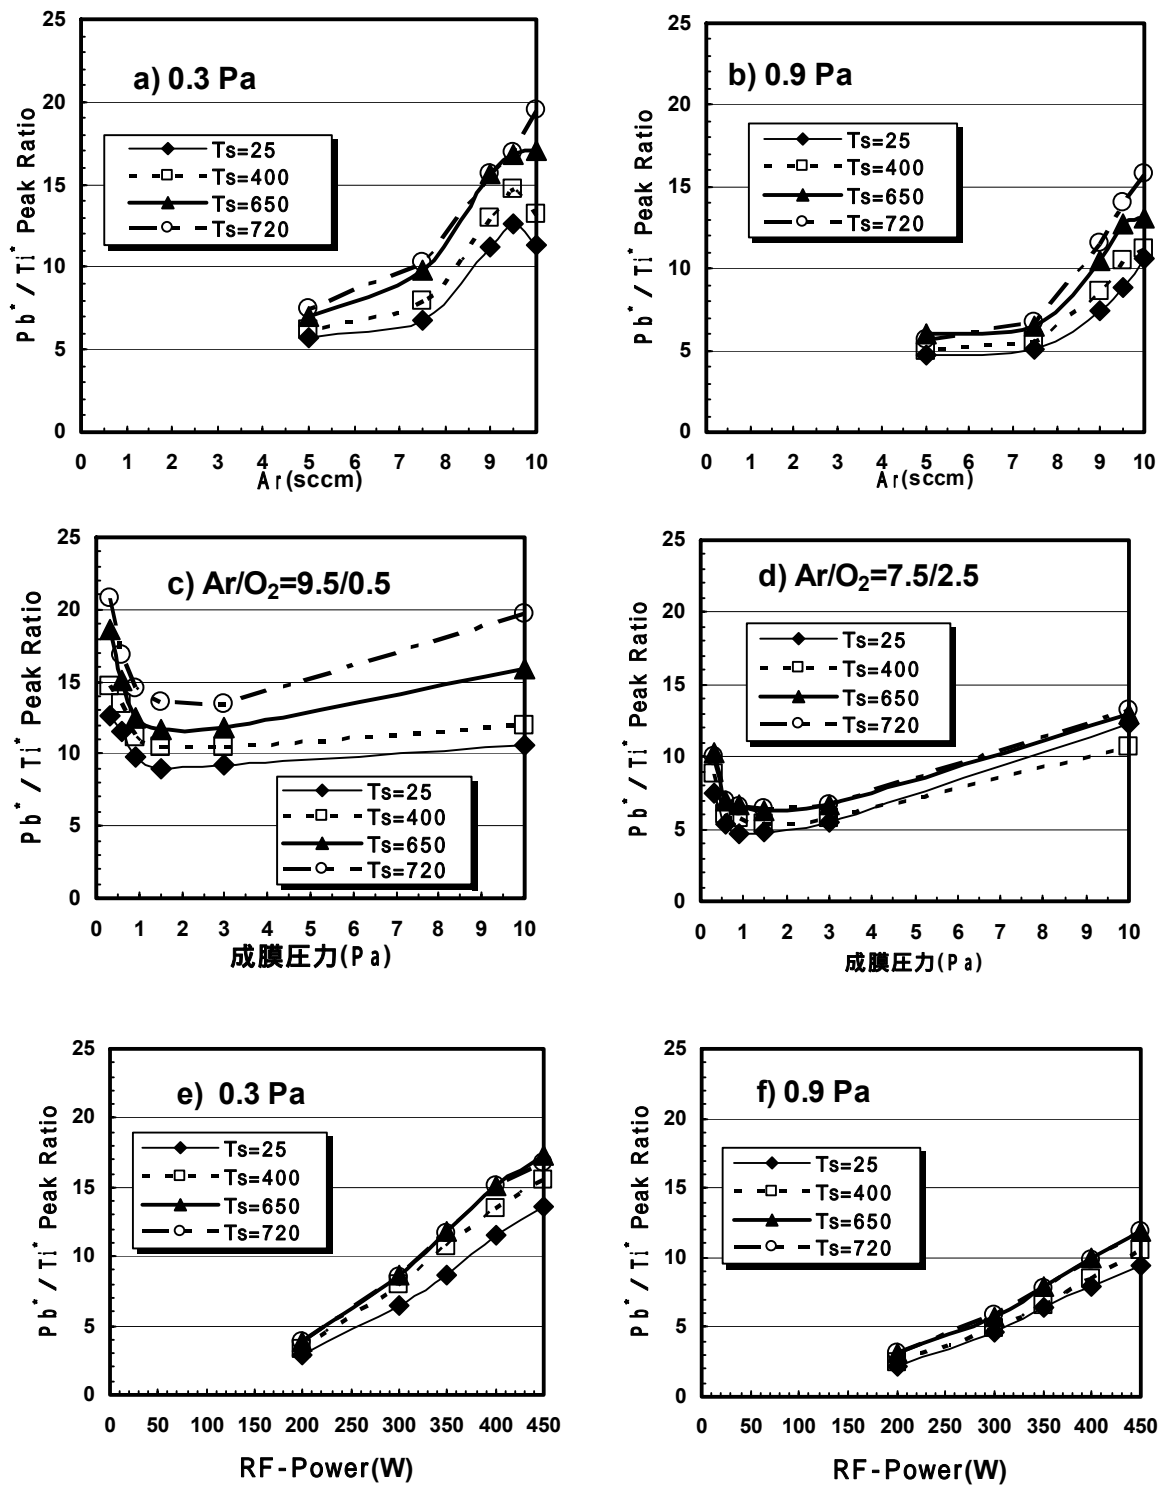 a) 0.3 Pa
Pb*/Ti* Peak Ratio
25
20
15
10
5
0
Ts=25
Ts=400
Ts=650
Ts=720
0 1 2 3 4 5 6 7 8 9 10
Ar(sccm)
b) 0.9 Pa
Pb*/Ti* Peak Ratio
25
20
15
10
5
0
Ts=25
Ts=400
Ts=650
Ts=720
0 1 2 3 4 5 6 7 8 9 10
Ar(sccm)
c) Ar/O2=9.5/0.5
Pb*/Ti* Peak Ratio
25
20
15
10
5
0
Ts=25
Ts=400
Ts=650
Ts=720
0 1 2 3 4 5 6 7 8 9 10
成膜圧力(Pa)
d) Ar/O2=7.5/2.5
Pb*/Ti* Peak Ratio
25
20
15
10
5
0
Ts=25
Ts=400
Ts=650
Ts=720
0 1 2 3 4 5 6 7 8 9 10
成膜圧力(Pa)
e) 0.3 Pa
Pb*/Ti* Peak Ratio
25
20
15
10
5
0
Ts=25
Ts=400
Ts=650
Ts=720
0 50 100 150 200 250 300 350 400 450
RF-Power(W)
f) 0.9 Pa
Pb*/Ti* Peak Ratio
25
20
15
10
5
0
Ts=25
Ts=400
Ts=650
Ts=720
0 50 100 150 200 250 300 350 400 450
RF-Power(W)